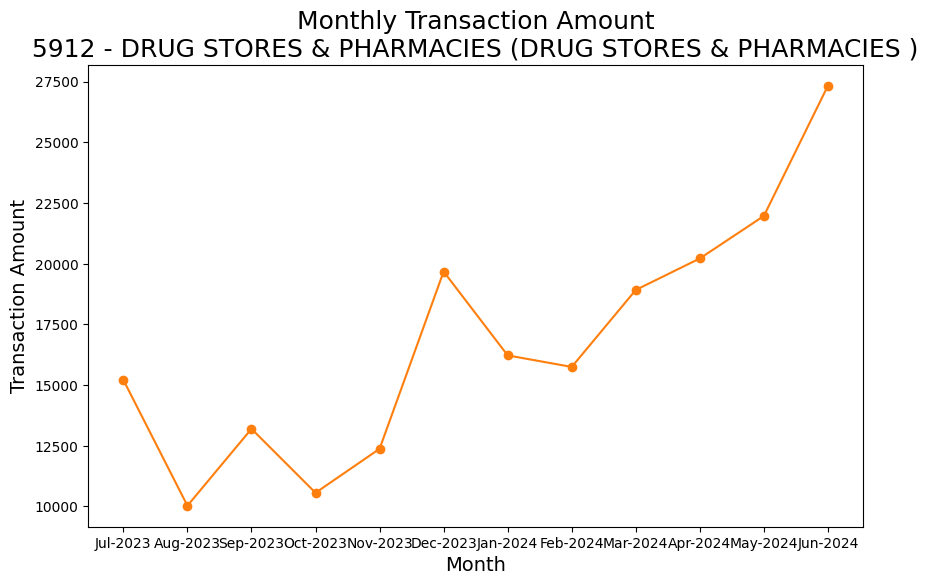 Monthly Transaction Amount
5912 - DRUG STORES & PHARMACIES (DRUG STORES & PHARMACIES )
27500
25000
22500
20000
17500
15000
12500
10000
Transaction Amount
Jul-2023 Aug-2023 Sep-2023 Oct-2023 Nov-2023 Dec-2023 Jan-2024 Feb-2024 Mar-2024 Apr-2024 May-2024 Jun-2024
Month